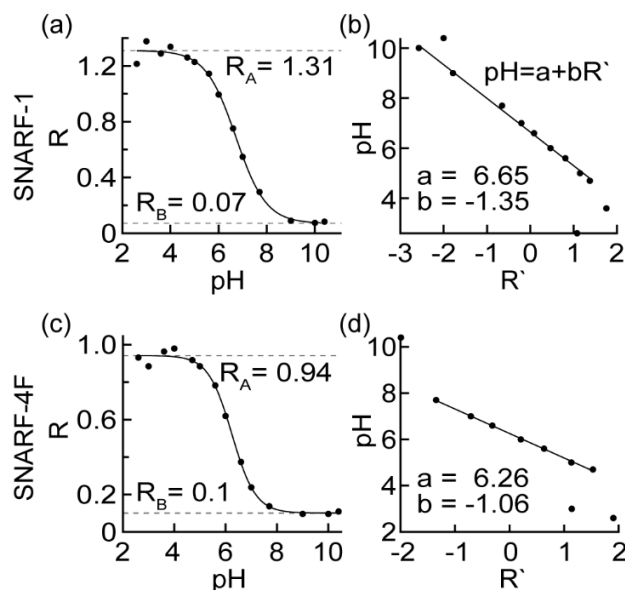 (a)
SNARF-1
R
1.2
0.8
0.4
0
R_A = 1.31
R_B = 0.07
2 4 6 8 10
pH
(b)
pH
10
8
6
4
pH=a+bR`
a = 6.65
b = -1.35
-3 -2 -1 0 1 2
R`
(c)
SNARF-4F
R
1.0
0.6
0.2
R_A = 0.94
R_B = 0.1
2 4 6 8 10
pH
(d)
pH
10
8
6
4
2
a = 6.26
b = -1.06
-2 -1 0 1 2
R`